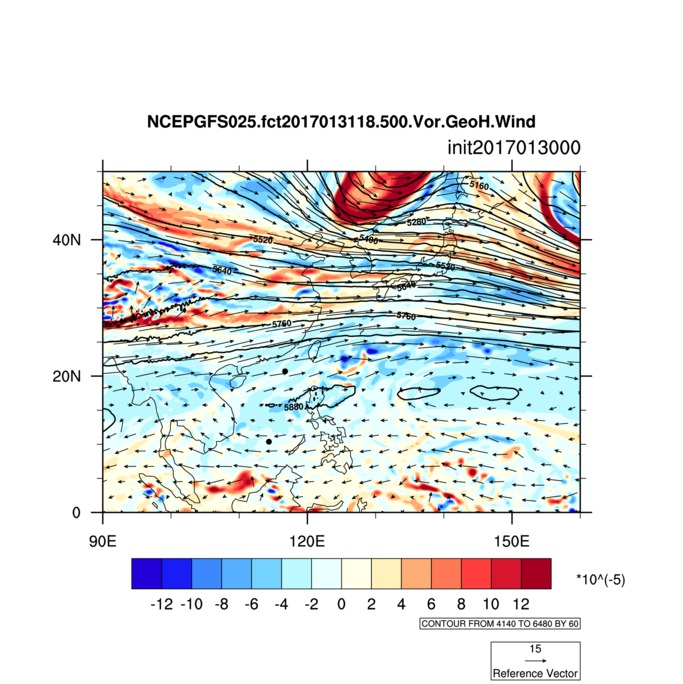 NCEPGFS025.fct2017013118.500.Vor.GeoH.Wind
init2017013000
5160
5280
40N
5520
5400
5520
5640
5640
5760
5760
20N
5880
0
90E 120E 150E
-12 -10 -8 -6 -4 -2 0 2 4 6 8 10 12
*10^(-5)
CONTOUR FROM 4140 TO 6480 BY 60
15
Reference Vector